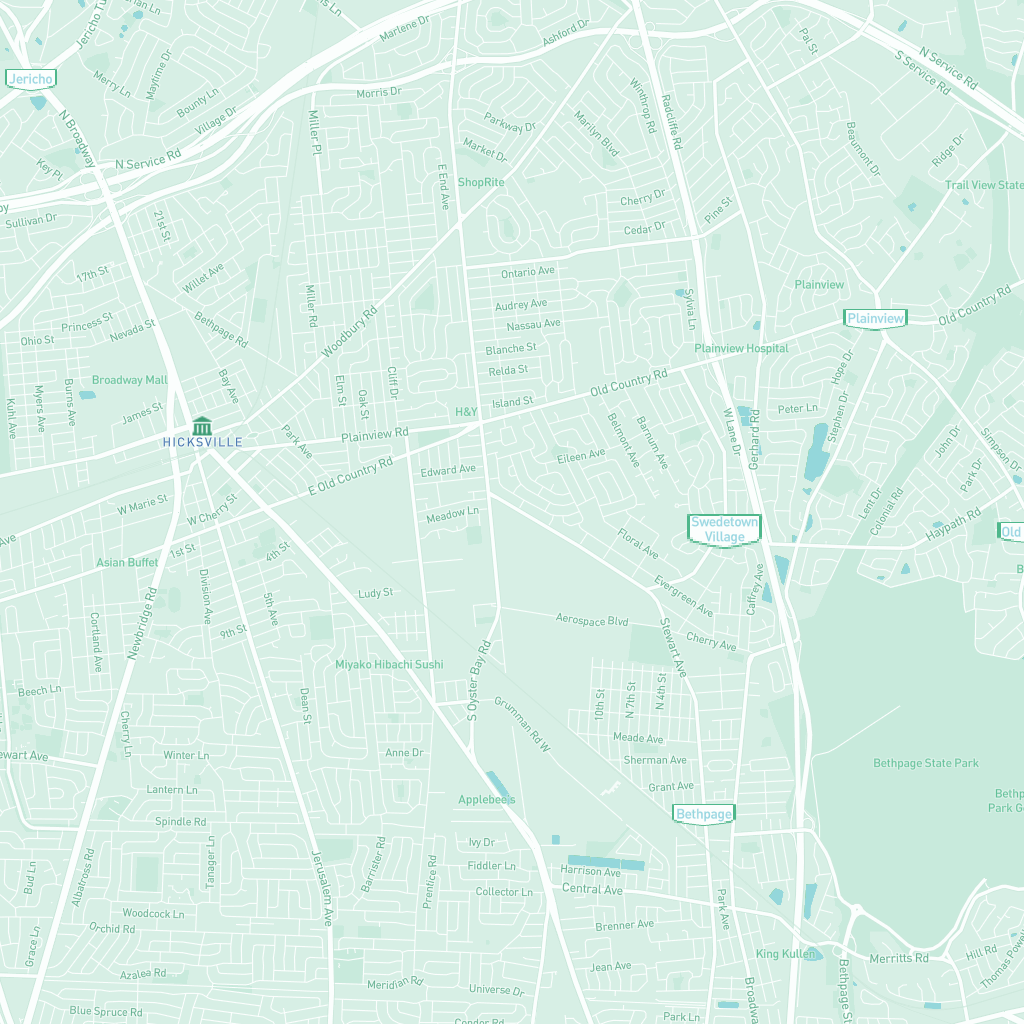 Marlene Dr
Ashford Dr
Jericho
Merry Ln
Maytime Dr
Bounty Ln
Village Dr
Morris Dr
N Broadway
N Service Rd
Key Pl
Miller Pl
Parkway Dr
Market Dr
Marilyn Blvd
Winthrop Rd
Radcliffe Rd
Pal St
N Service Rd
S Service Rd
Beaumont Dr
Ridge Dr
Trail View State
ShopRite
E End Ave
Cherry Dr
Pine St
Cedar Dr
Sullivan Dr
21st St
17th St
Willet Ave
Princess St
Nevada St
Ohio St
Bethpage Rd
Miller Rd
Woodbury Rd
Ontario Ave
Audrey Ave
Nassau Ave
Blanche St
Relda St
Island St
Sylvia Ln
Plainview
Plainview
Old Country Rd
Plainview Hospital
Old Country Rd
Hope Dr
Stephen Dr
Peter Ln
Gerhard Rd
W Lane Dr
John Dr
Simpson Dr
Park Dr
Broadway Mall
Kuhl Ave
Myers Ave
Burns Ave
James St
Bay Ave
Park Ave
Elm St
Oak St
Cliff Dr
H&Y
HICKSVILLE
Plainview Rd
E Old Country Rd
Edward Ave
Meadow Ln
Eileen Ave
Belmont Ave
Barnum Ave
Floral Ave
Evergreen Ave
Swedetown
Village
Lent Dr
Colonial Rd
Haypath Rd
Old
W Marie St
W Cherry St
1st St
4th St
Asian Buffet
Division Ave
5th Ave
9th St
Ludy St
Newbridge Rd
Cortland Ave
Aerospace Blvd
Caffrey Ave
Cherry Ave
Stewart Ave
Miyako Hibachi Sushi
S Oyster Bay Rd
Grumman Rd W
10th St
N 7th St
N 4th St
Meade Ave
Sherman Ave
Grant Ave
Bethpage
Bethpage State Park
Beech Ln
Cherry Ln
Dean St
Winter Ln
Lantern Ln
Anne Dr
Applebee's
Spindle Rd
Tanager Ln
Jerusalem Ave
Barrister Rd
Prentice Rd
Ivy Dr
Fiddler Ln
Collector Ln
Harrison Ave
Central Ave
Brenner Ave
Park Ave
Jean Ave
King Kullen
Merritts Rd
Hill Rd
Bud Ln
Albatross Rd
Woodcock Ln
Orchid Rd
Grace Ln
Azalea Rd
Meridian Rd
Universe Dr
Blue Spruce Rd
Condor Rd
Park Ln